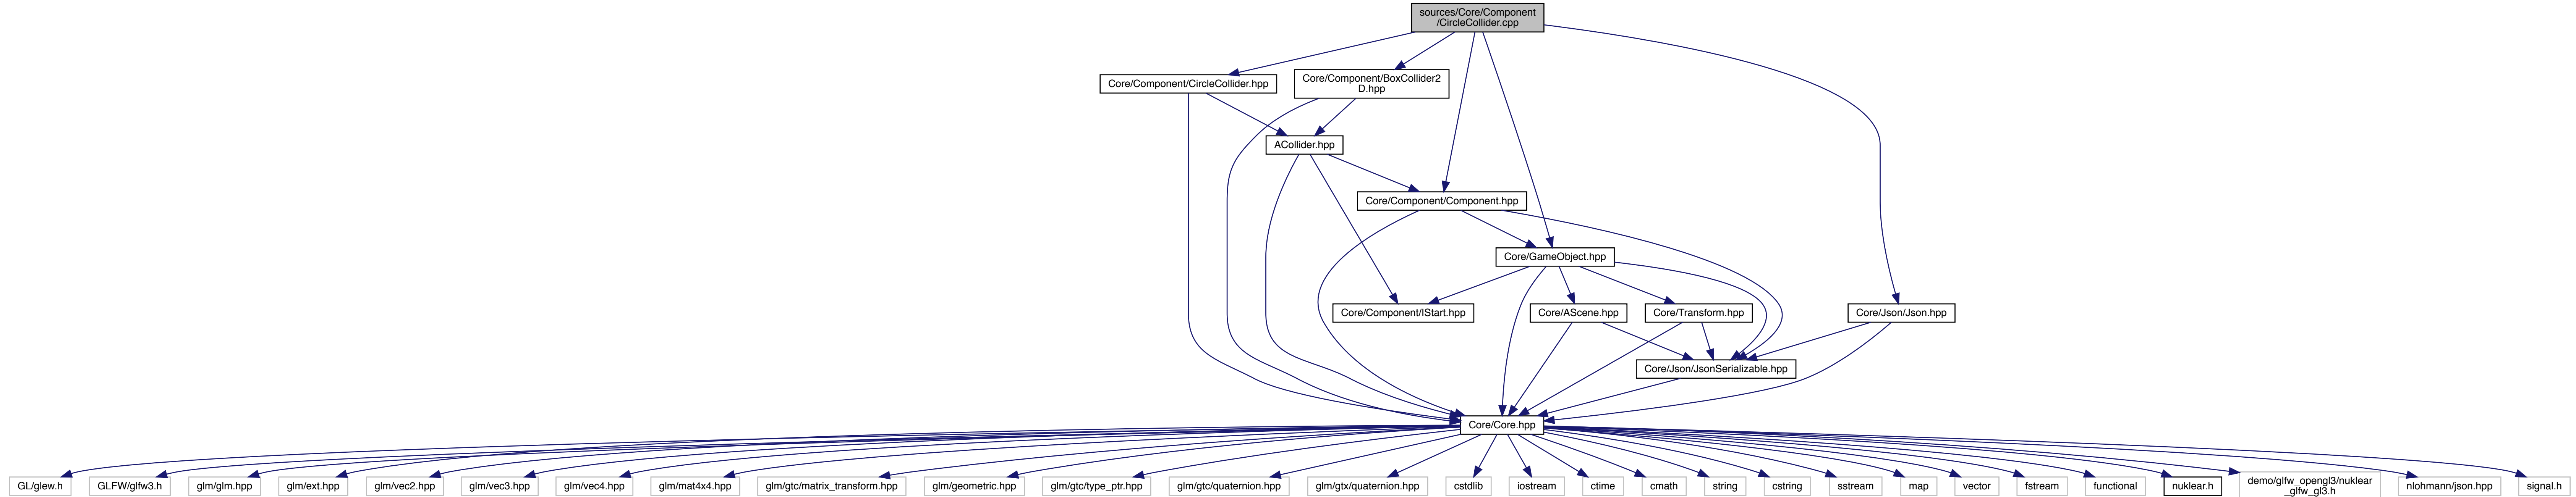 sources/Core/Component
/CircleCollider.cpp
Core/Component/CircleCollider.hpp
Core/Component/BoxCollider2
D.hpp
ACollider.hpp
Core/Component/Component.hpp
Core/GameObject.hpp
Core/Component/IStart.hpp
Core/AScene.hpp
Core/Transform.hpp
Core/Json/Json.hpp
Core/Json/JsonSerializable.hpp
Core/Core.hpp
GL/glew.h
GLFW/glfw3.h
glm/glm.hpp
glm/ext.hpp
glm/vec2.hpp
glm/vec3.hpp
glm/vec4.hpp
glm/mat4x4.hpp
glm/gtc/matrix_transform.hpp
glm/geometric.hpp
glm/gtc/type_ptr.hpp
glm/gtc/quaternion.hpp
glm/gtx/quaternion.hpp
cstdlib
iostream
ctime
cmath
string
cstring
sstream
map
vector
fstream
functional
nuklear.h
demo/glfw_opengl3/nuklear
_glfw_gl3.h
nlohmann/json.hpp
signal.h